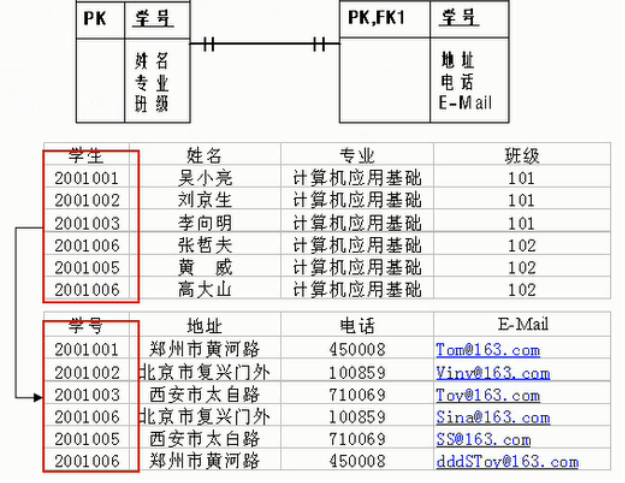 PK 学号 PK,FK1 学号
姓名 地址
专业 电话
班级 E-Mail
学生 姓名 专业 班级
2001001 吴小亮 计算机应用基础 101
2001002 刘京生 计算机应用基础 101
2001003 李向明 计算机应用基础 101
2001006 张哲夫 计算机应用基础 102
2001005 黄 威 计算机应用基础 102
2001006 高大山 计算机应用基础 102
学号 地址 电话 E-Mail
2001001 郑州市黄河路 450008 Tom@163.com
2001002 北京市复兴门外 100859 Vinv@163.com
2001003 西安市太自路 710069 Toy@163.com
2001006 北京市复兴门外 100859 Sina@163.com
2001005 西安市太白路 710069 SS@163.com
2001006 郑州市黄河路 450008 dddSToy@163.com